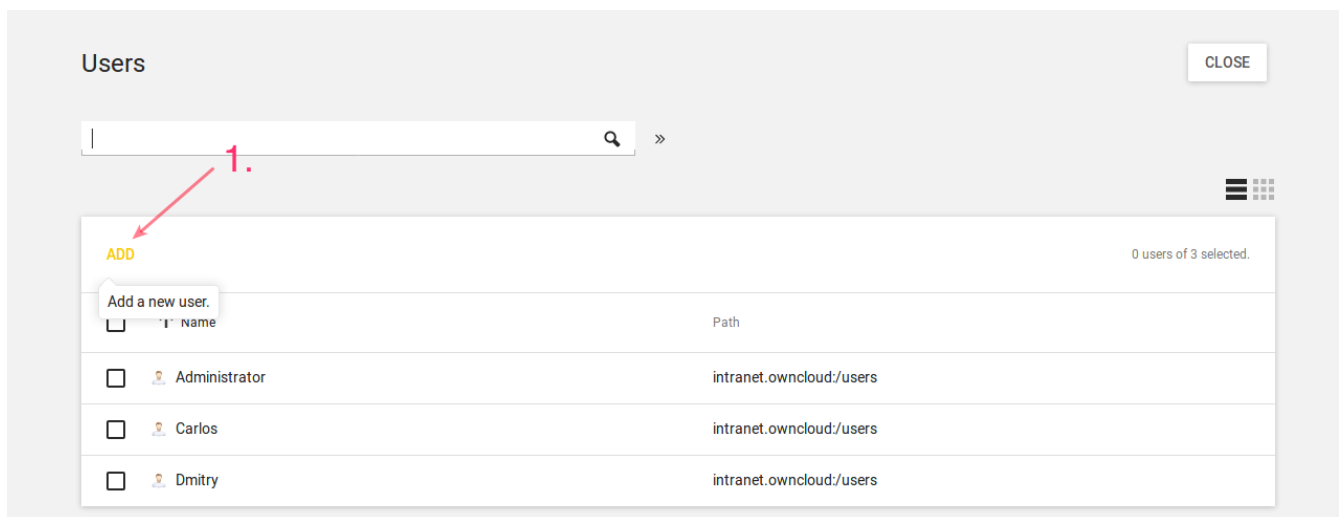 Users
CLOSE
»
1.
ADD
0 users of 3 selected.
Add a new user.
Name
Path
Administrator
intranet.owncloud:/users
Carlos
intranet.owncloud:/users
Dmitry
intranet.owncloud:/users